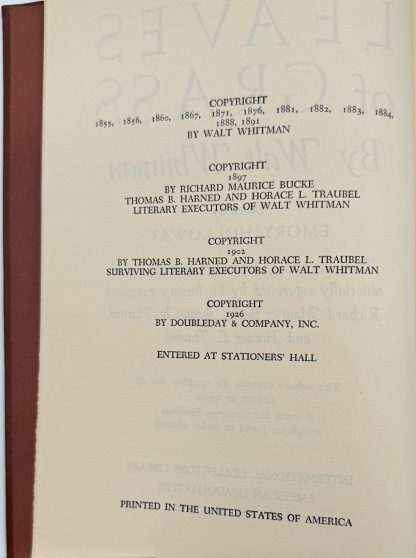 COPYRIGHT
1855, 1856, 1860, 1867, 1871, 1876, 1881, 1882, 1883, 1884,
1888, 1891
BY WALT WHITMAN
COPYRIGHT
1897
BY RICHARD MAURICE BUCKE
THOMAS B. HARNED AND HORACE L. TRAUBEL
LITERARY EXECUTORS OF WALT WHITMAN
COPYRIGHT
1902
BY THOMAS B. HARNED AND HORACE L. TRAUBEL
SURVIVING LITERARY EXECUTORS OF WALT WHITMAN
COPYRIGHT
1926
BY DOUBLEDAY & COMPANY, INC.
ENTERED AT STATIONERS' HALL
PRINTED IN THE UNITED STATES OF AMERICA